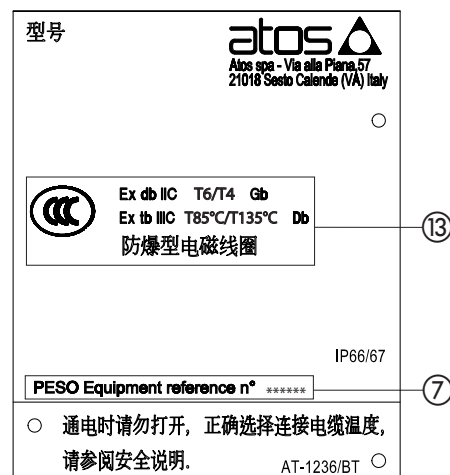 型号
atos
Atos spa - Via alla Piana,57
21018 Sesto Calende (VA) Italy
CCC
Ex db IIC T6/T4 Gb
Ex tb IIIC T85°C/T135°C Db
防爆型电磁线圈
⑬
IP66/67
PESO Equipment reference n° ******
⑦
通电时请勿打开，正确选择连接电缆温度，
请参阅安全说明.
AT-1236/BT